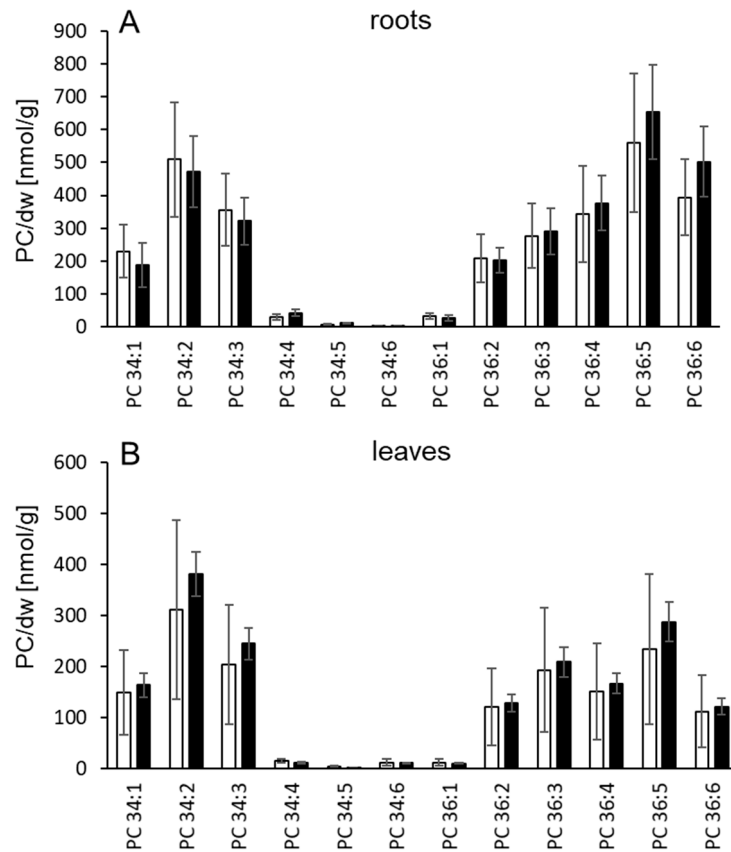 A roots
PC/dw [nmol/g]
900
800
700
600
500
400
300
200
100
0
PC 34:1
PC 34:2
PC 34:3
PC 34:4
PC 34:5
PC 34:6
PC 36:1
PC 36:2
PC 36:3
PC 36:4
PC 36:5
PC 36:6
B leaves
PC/dw [nmol/g]
600
500
400
300
200
100
0
PC 34:1
PC 34:2
PC 34:3
PC 34:4
PC 34:5
PC 34:6
PC 36:1
PC 36:2
PC 36:3
PC 36:4
PC 36:5
PC 36:6